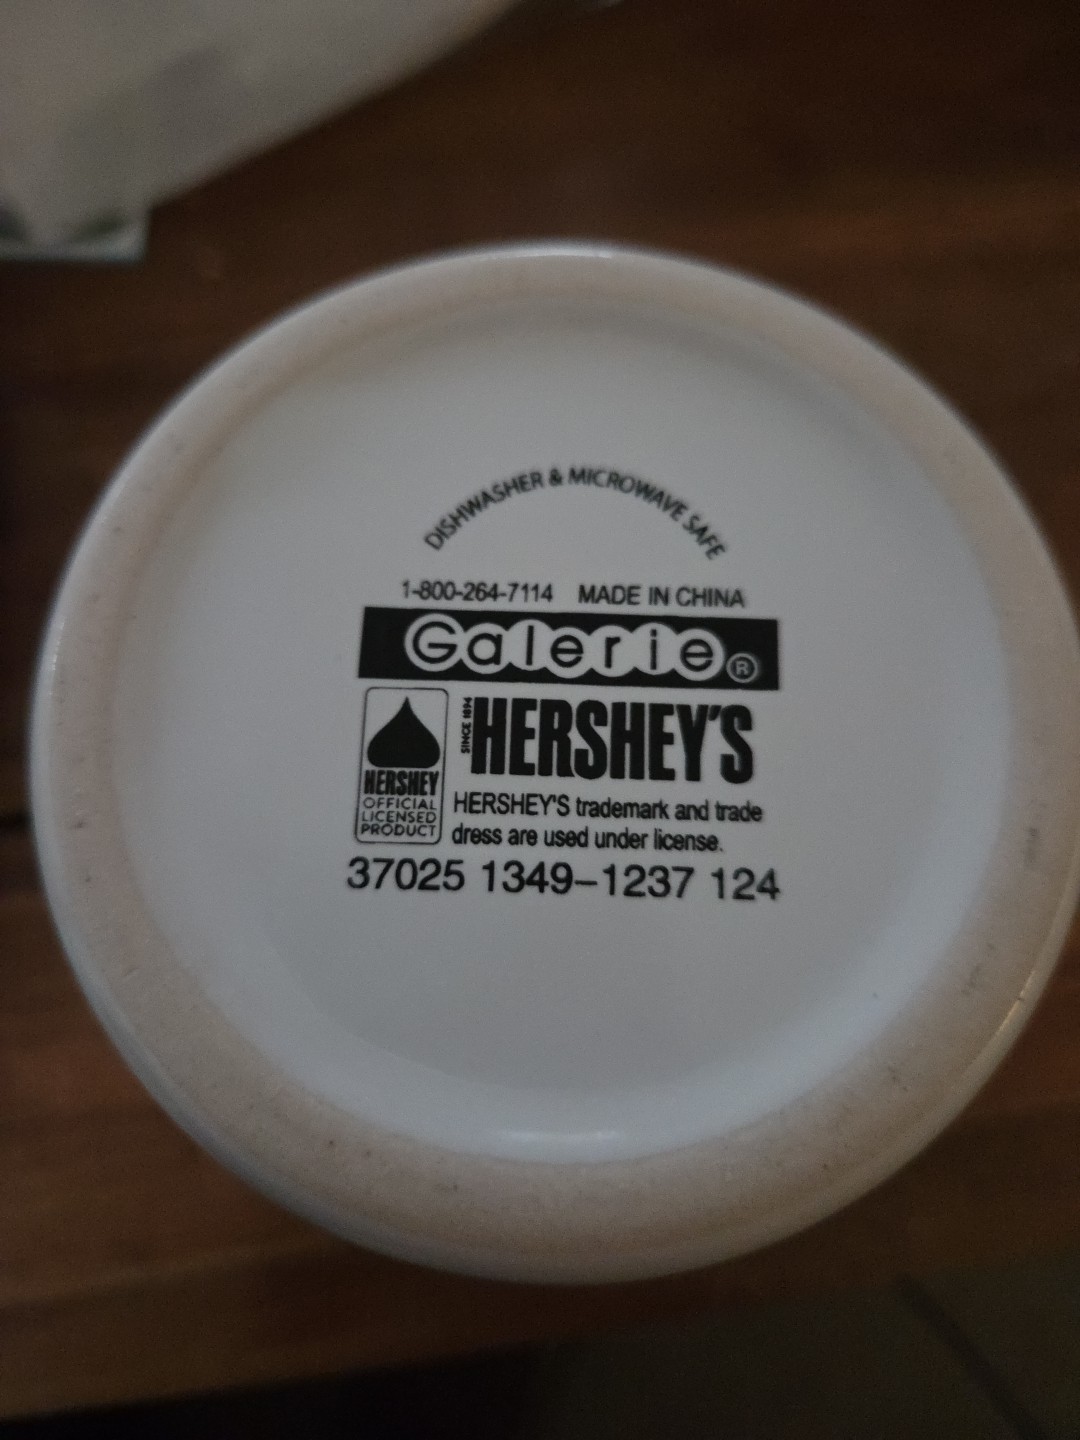 DISHWASHER & MICROWAVE SAFE
1-800-264-7114 MADE IN CHINA
Galerie®
SINCE 1894 HERSHEY'S
HERSHEY
OFFICIAL
LICENSED
PRODUCT
HERSHEY'S trademark and trade
dress are used under license.
37025 1349-1237 124